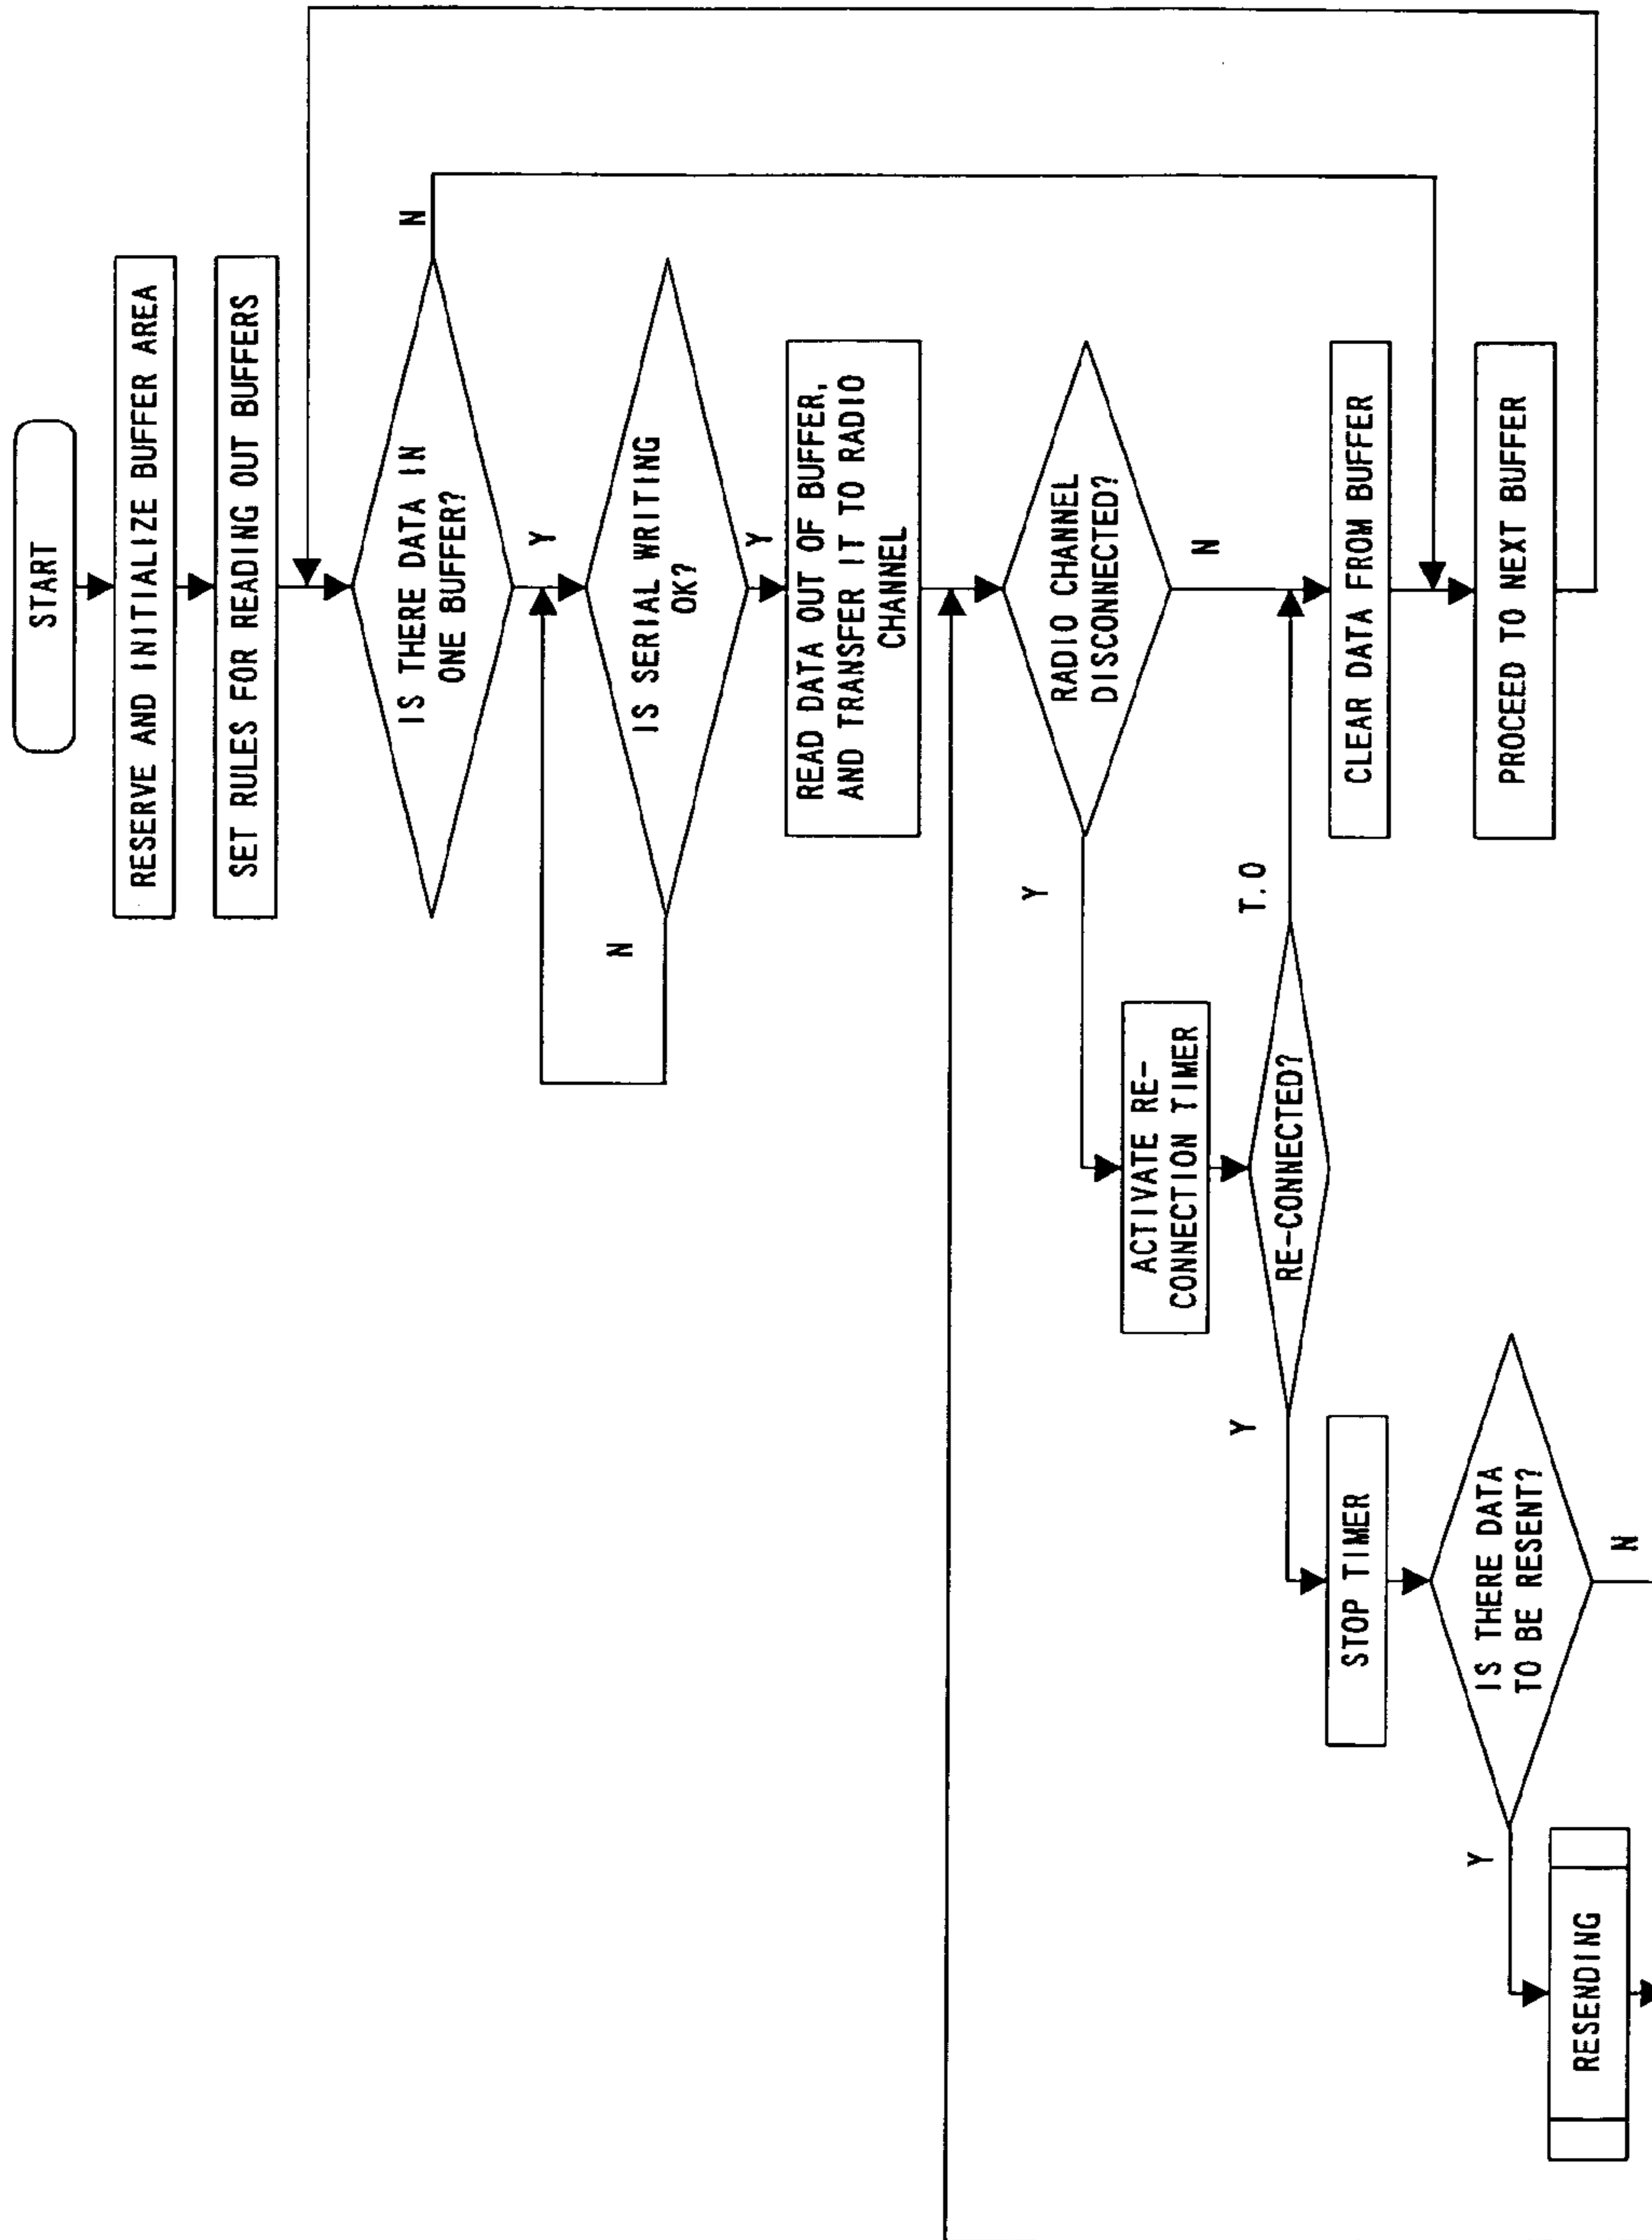 START
RESERVE AND INITIALIZE BUFFER AREA
SET RULES FOR READING OUT BUFFERS
IS THERE DATA IN
ONE BUFFER?
N
Y
IS SERIAL WRITING
OK?
N
Y
READ DATA OUT OF BUFFER,
AND TRANSFER IT TO RADIO
CHANNEL
RADIO CHANNEL
DISCONNECTED?
Y
N
ACTIVATE RE-
CONNECTION TIMER
RE-CONNECTED?
Y
T.O
CLEAR DATA FROM BUFFER
PROCEED TO NEXT BUFFER
STOP TIMER
IS THERE DATA
TO BE RESENT?
Y
N
RESENDING